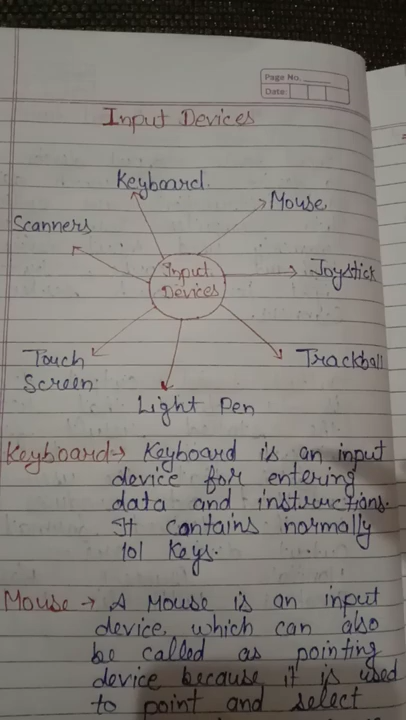 Page No.
Date:
Input Devices
Keyboard
Mouse
Scanners
Input
Devices
Joystick
Touch
Screen
Trackball
Light Pen
Keyboard → Keyboard is an input
device for entering
data and instructions.
It contains normally
101 keys.
Mouse → A Mouse is an input
device, which can also
be called as pointing
device because it is used
to point and select